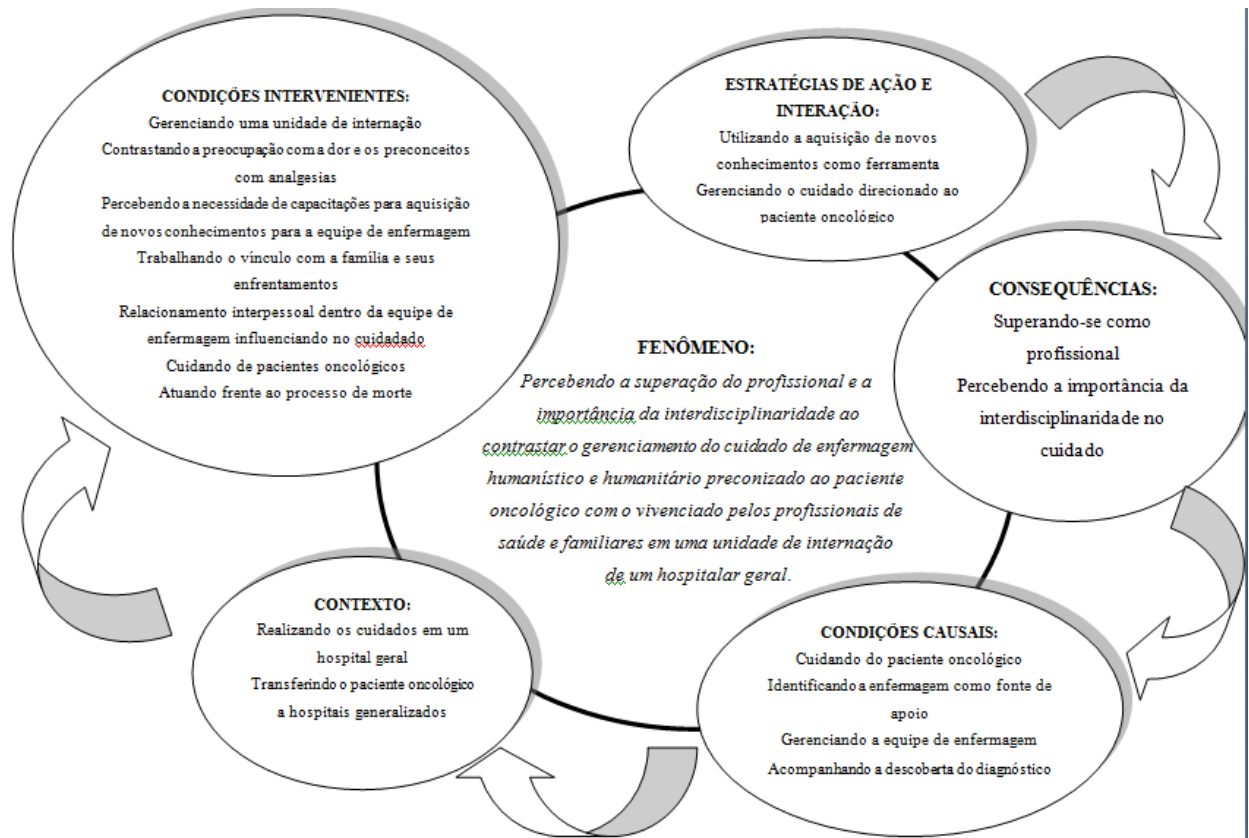 CONDIÇÕES INTERVENIENTES:
Gerenciando uma unidade de internação
Contrastando a preocupação com a dor e os preconceitos
com analgesias
Percebendo a necessidade de capacitações para aquisição
de novos conhecimentos para a equipe de enfermagem
Trabalhando o vínculo com a família e seus
enfrentamentos
Relacionamento interpessoal dentro da equipe de
enfermagem influenciando no cuidadado
Cuidando de pacientes oncológicos
Atuando frente ao processo de morte
ESTRATÉGIAS DE AÇÃO E
INTERAÇÃO:
Utilizando a aquisição de novos
conhecimentos como ferramenta
Gerenciando o cuidado direcionado ao
paciente oncológico
CONSEQUÊNCIAS:
Superando-se como
profissional
Percebendo a importância da
interdisciplinaridade no
cuidado
FENÔMENO:
Percebendo a superação do profissional e a
importância da interdisciplinaridade ao
contrastar o gerenciamento do cuidado de enfermagem
humanístico e humanitário preconizado ao paciente
oncológico com o vivenciado pelos profissionais de
saúde e familiares em uma unidade de internação
de um hospitalar geral.
CONTEXTO:
Realizando os cuidados em um
hospital geral
Transferindo o paciente oncológico
a hospitais generalizados
CONDIÇÕES CAUSAIS:
Cuidando do paciente oncológico
Identificando a enfermagem como fonte de
apoio
Gerenciando a equipe de enfermagem
Acompanhando a descoberta do diagnóstico